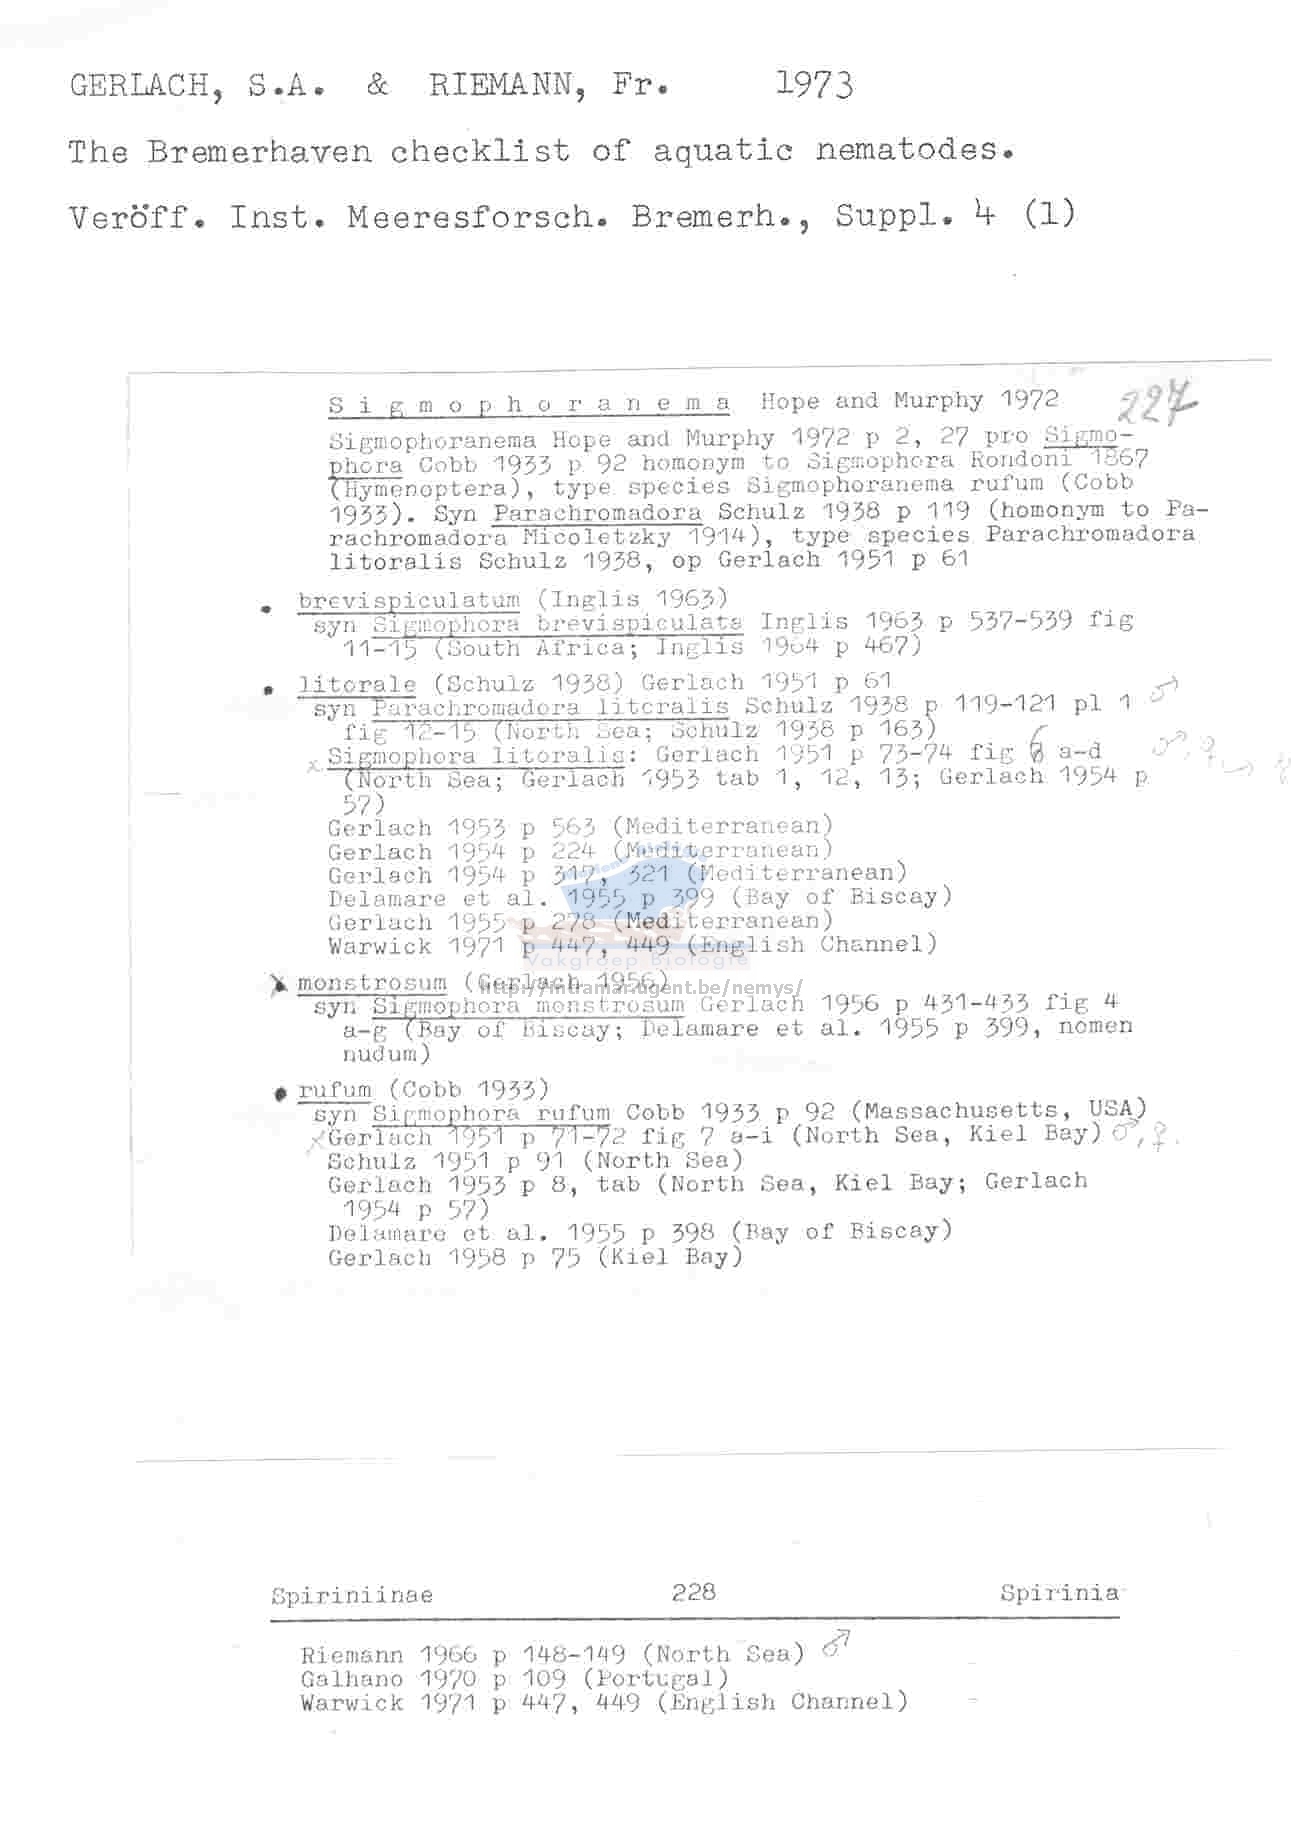 GERLACH, S.A. & RIEMANN, Fr. 1973
The Bremerhaven checklist of aquatic nematodes.
Veröff. Inst. Meeresforsch. Bremerh., Suppl. 4 (1)
S i g m o p h o r a n e m a Hope and Murphy 1972 227
Sigmophoranema Hope and Murphy 1972 p 2, 27 pro Sigmo-
phora Cobb 1933 p 92 homonym to Sigmophora Rondoni 1867
(Hymenoptera), type species Sigmophoranema rufum (Cobb
1933). Syn Parachromadora Schulz 1938 p 119 (homonym to Pa-
rachromadora Micoletzky 1914), type species Parachromadora
litoralis Schulz 1938, op Gerlach 1951 p 61
• brevispiculatum (Inglis 1963)
syn Sigmophora brevispiculata Inglis 1963 p 537-539 fig
11-15 (South Africa; Inglis 1964 p 467)
• litorale (Schulz 1938) Gerlach 1951 p 61
syn Parachromadora litoralis Schulz 1938 p 119-121 pl 1 ♂
fig 12-15 (North Sea; Schulz 1938 p 163)
x Sigmophora litoralis: Gerlach 1951 p 73-74 fig 6 a-d ♂, ♀
(North Sea; Gerlach 1953 tab 1, 12, 13; Gerlach 1954 p
57)
Gerlach 1953 p 563 (Mediterranean)
Gerlach 1954 p 224 (Mediterranean)
Gerlach 1954 p 317, 321 (Mediterranean)
Delamare et al. 1955 p 399 (Bay of Biscay)
Gerlach 1955 p 278 (Mediterranean)
Warwick 1971 p 447, 449 (English Channel)
Vakgroep Biologie
x monstrosum (Gerlach 1956)
http://intramar.ugent.be/nemys/
syn Sigmophora monstrosum Gerlach 1956 p 431-433 fig 4
a-g (Bay of Biscay; Delamare et al. 1955 p 399, nomen
nudum)
• rufum (Cobb 1933)
syn Sigmophora rufum Cobb 1933 p 92 (Massachusetts, USA)
x Gerlach 1951 p 71-72 fig 7 a-i (North Sea, Kiel Bay) ♂, ♀.
Schulz 1951 p 91 (North Sea)
Gerlach 1953 p 8, tab (North Sea, Kiel Bay; Gerlach
1954 p 57)
Delamare et al. 1955 p 398 (Bay of Biscay)
Gerlach 1958 p 75 (Kiel Bay)
Spiriniinae 228 Spirinia
Riemann 1966 p 148-149 (North Sea) ♂
Galhano 1970 p 109 (Portugal)
Warwick 1971 p 447, 449 (English Channel)